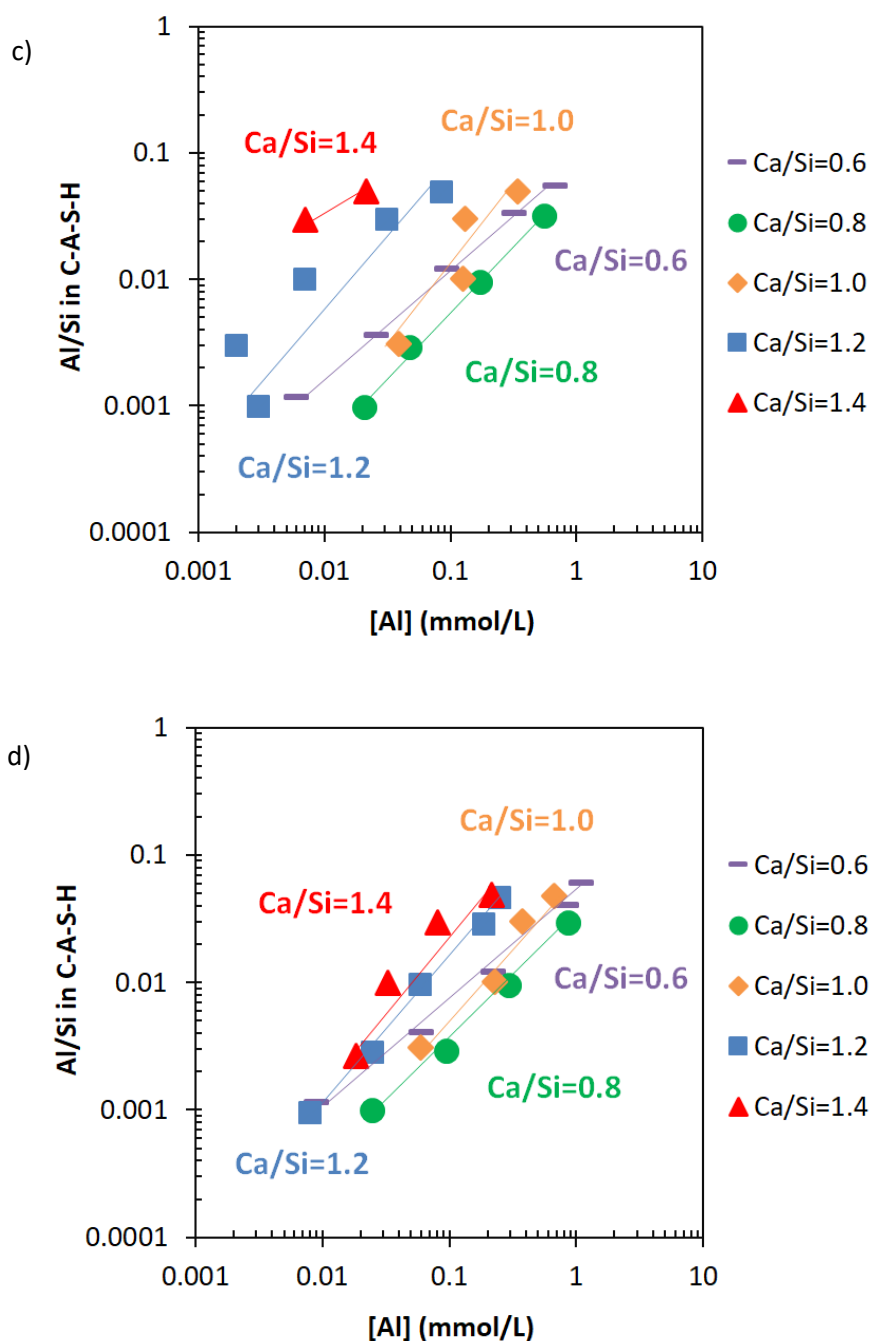 c)
1
0.1
0.01
0.001
0.0001
Al/Si in C-A-S-H
Ca/Si=1.4
Ca/Si=1.0
Ca/Si=0.6
Ca/Si=0.8
Ca/Si=1.2
0.001 0.01 0.1 1 10
[Al] (mmol/L)
Ca/Si=0.6
Ca/Si=0.8
Ca/Si=1.0
Ca/Si=1.2
Ca/Si=1.4
d)
1
0.1
0.01
0.001
0.0001
Al/Si in C-A-S-H
Ca/Si=1.0
Ca/Si=1.4
Ca/Si=0.6
Ca/Si=0.8
Ca/Si=1.2
0.001 0.01 0.1 1 10
[Al] (mmol/L)
Ca/Si=0.6
Ca/Si=0.8
Ca/Si=1.0
Ca/Si=1.2
Ca/Si=1.4